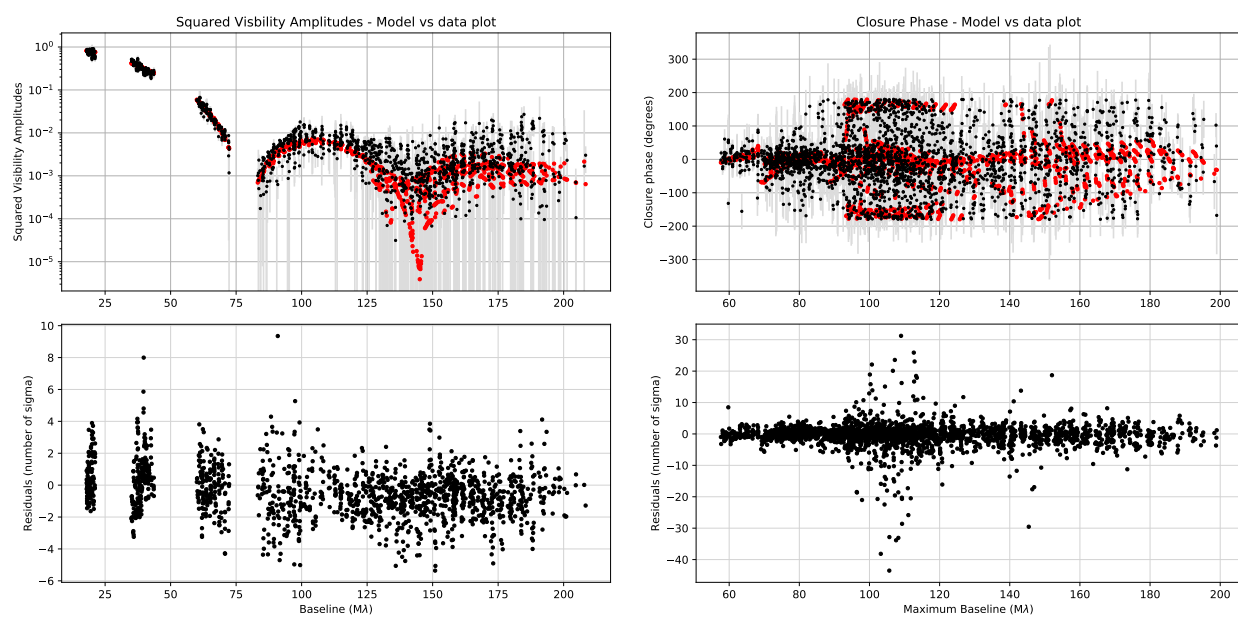 Squared Visbility Amplitudes - Model vs data plot
Squared Visibility Amplitudes
10^0
10^-1
10^-2
10^-3
10^-4
10^-5
25 50 75 100 125 150 175 200
Closure Phase - Model vs data plot
Closure phase (degrees)
300
200
100
0
−100
−200
−300
60 80 100 120 140 160 180 200
Residuals (number of sigma)
10
8
6
4
2
0
−2
−4
−6
25 50 75 100 125 150 175 200
Baseline (Mλ)
Residuals (number of sigma)
30
20
10
0
−10
−20
−30
−40
60 80 100 120 140 160 180 200
Maximum Baseline (Mλ)